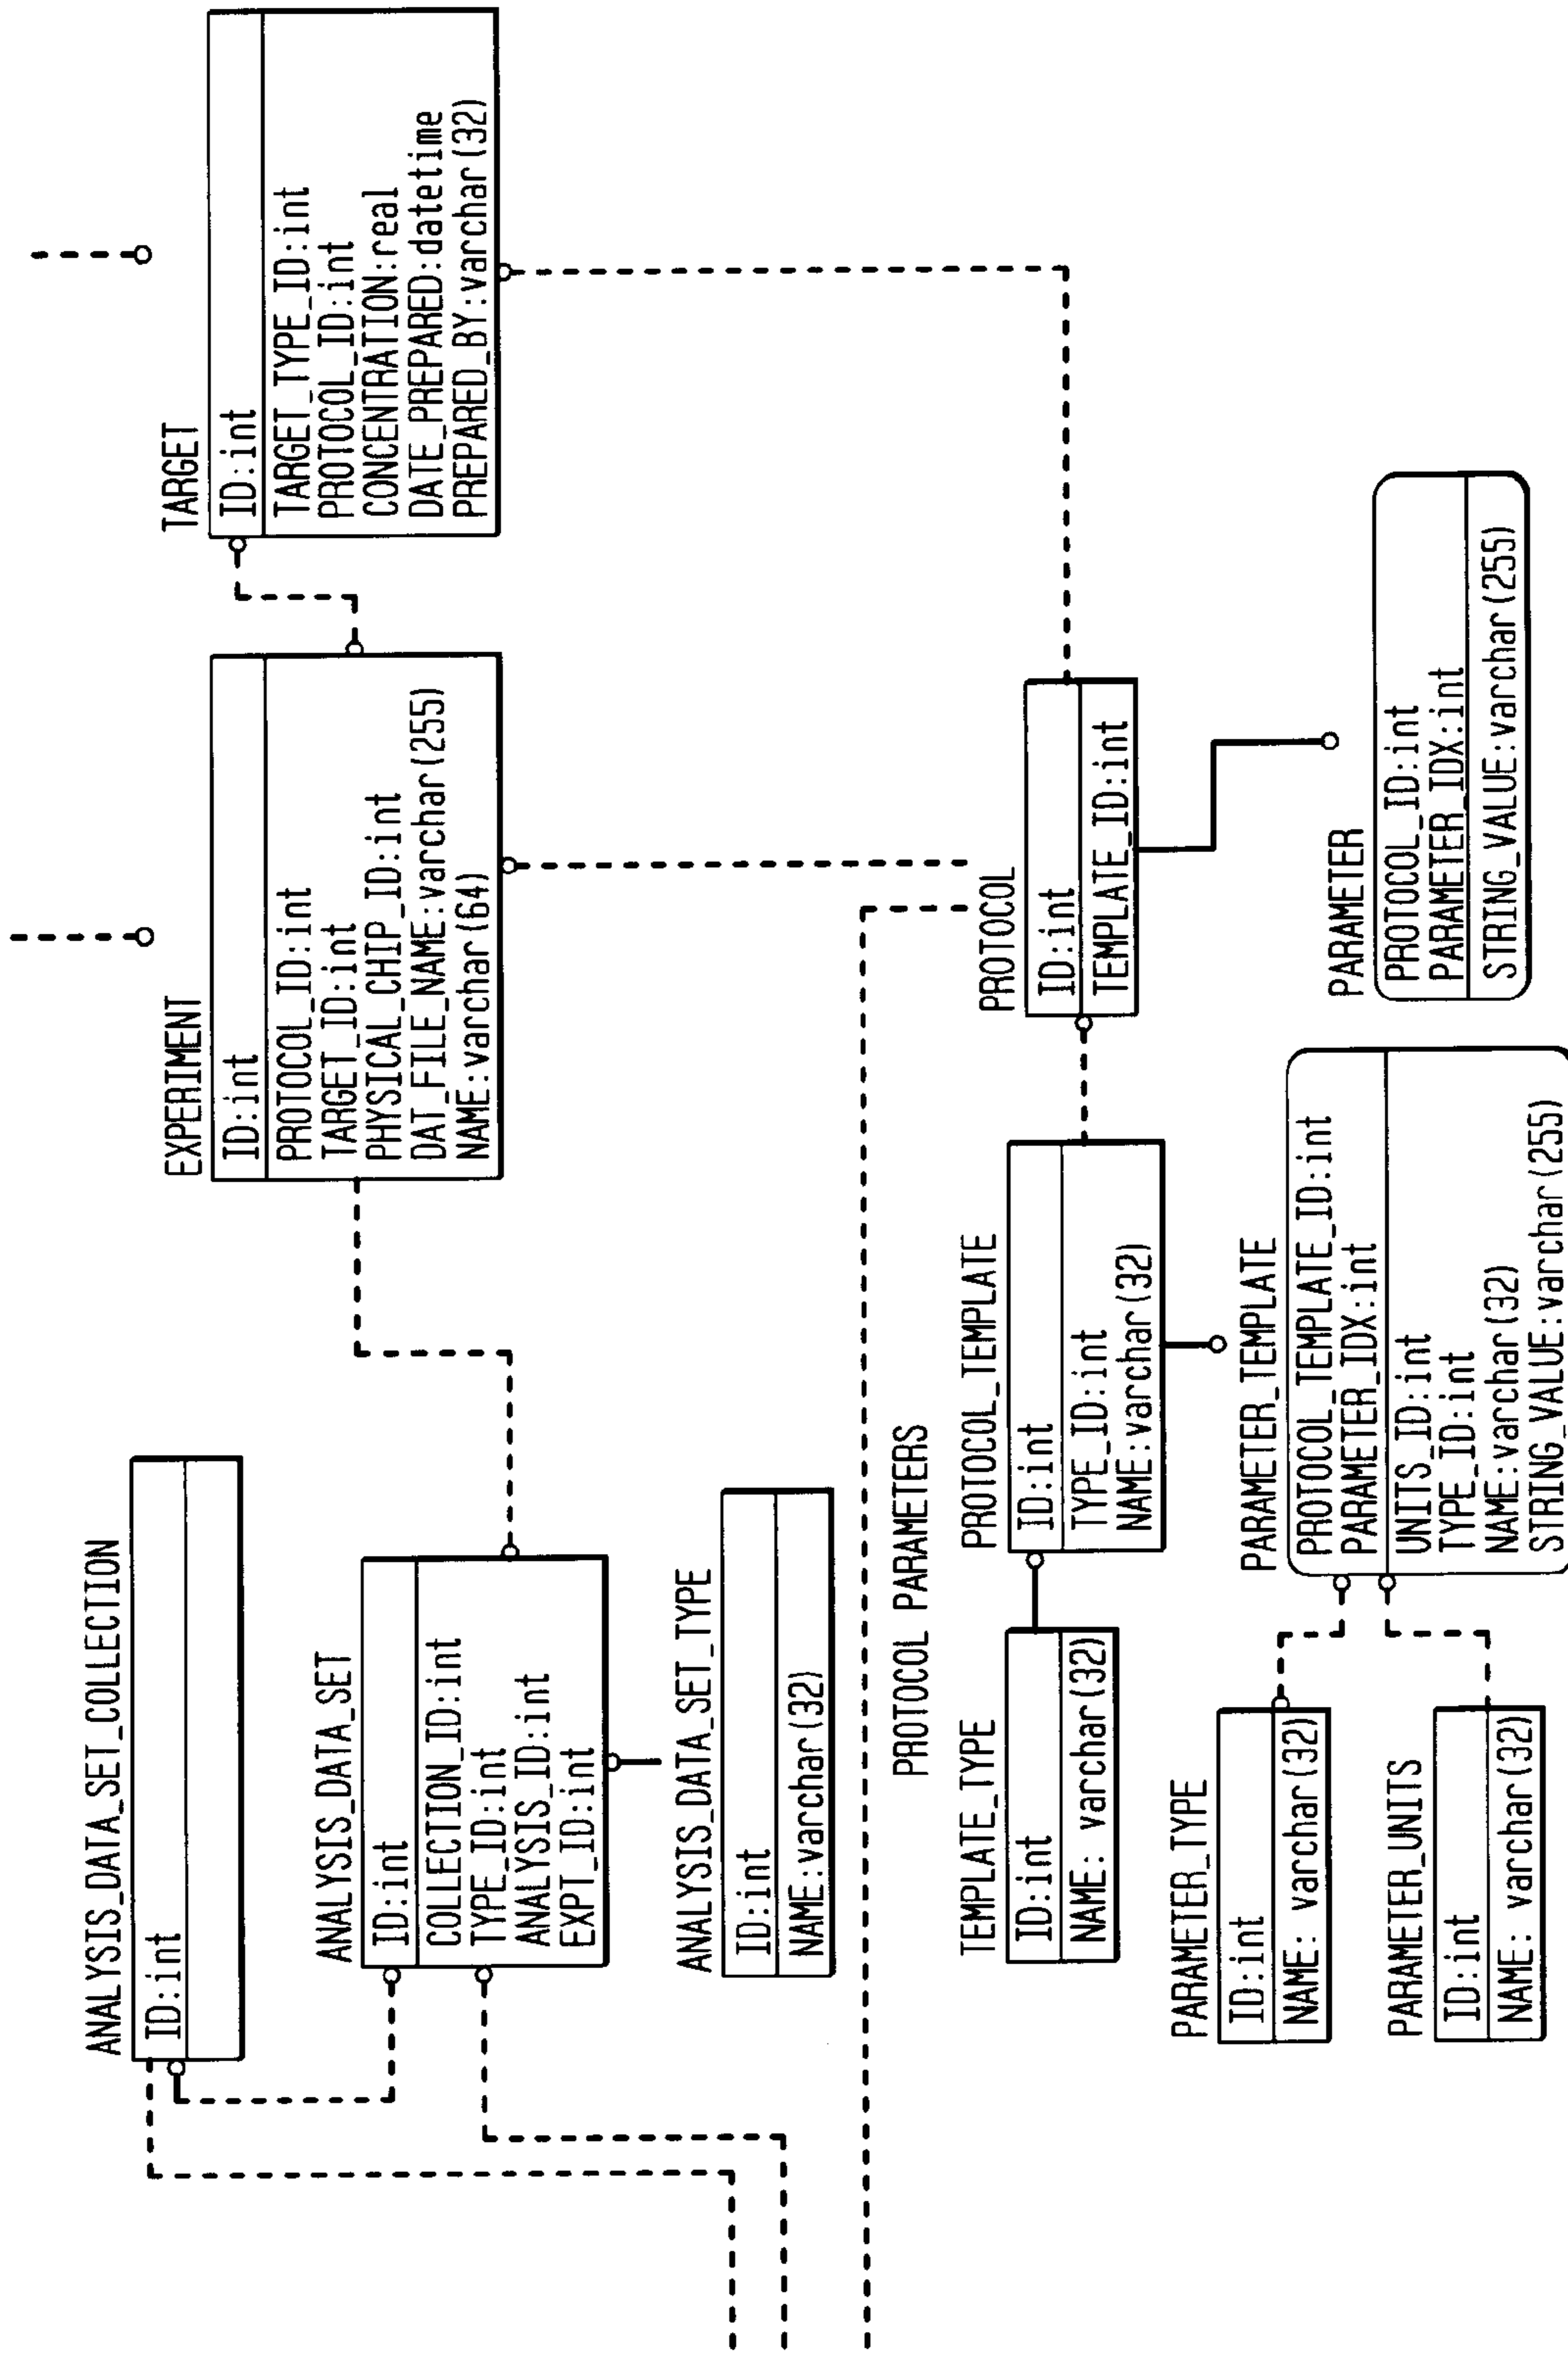 ANALYSIS_DATA_SET_COLLECTION
ID:int
ANALYSIS_DATA_SET
ID:int
COLLECTION_ID:int
TYPE_ID:int
ANALYSIS_ID:int
EXPT_ID:int
ANALYSIS_DATA_SET_TYPE
ID:int
NAME:varchar(32)
EXPERIMENT
ID:int
PROTOCOL_ID:int
TARGET_ID:int
PHYSICAL_CHIP_ID:int
DAT_FILE_NAME:varchar(255)
NAME:varchar(64)
TARGET
ID:int
TARGET_TYPE_ID:int
PROTOCOL_ID:int
CONCENTRATION:real
DATE_PREPARED:datetime
PREPARED_BY:varchar(32)
PROTOCOL PARAMETERS
TEMPLATE_TYPE
ID:int
NAME: varchar(32)
PROTOCOL_TEMPLATE
ID:int
TYPE_ID:int
NAME:varchar(32)
PROTOCOL
ID:int
TEMPLATE_ID:int
PARAMETER_TYPE
ID:int
NAME: varchar(32)
PARAMETER_UNITS
ID:int
NAME: varchar(32)
PARAMETER_TEMPLATE
PROTOCOL_TEMPLATE_ID:int
PARAMETER_IDX:int
UNITS_ID:int
TYPE_ID:int
NAME:varchar(32)
STRING_VALUE:varchar(255)
PARAMETER
PROTOCOL_ID:int
PARAMETER_IDX:int
STRING_VALUE:varchar(255)